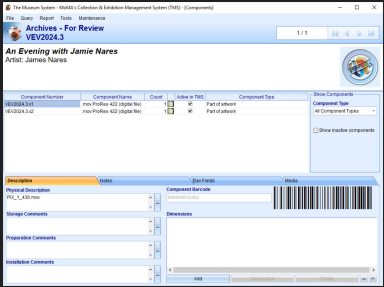 The Museum System - MoMA's Collection & Exhibition Management System (TMS) - [Components]
File Query Report Tools Maintenance
Archives - For Review
VEV2024.3
1 / 1
An Evening with Jamie Nares
Artist: James Nares
Component Number Component Name Count Active in TMS Component Type
VEV2024.3.x1 .mov ProRes 422 (digital file) 1 Part of artwork
VEV2024.3.x2 .mov ProRes 422 (digital file) 1 Part of artwork
Show Components
Component Type
All Component Types
Show inactive components
Description Notes Flex Fields Media
Physical Description
PIX_1_436.mov
Component Barcode
Storage Comments
Dimensions
Preparation Comments
Installation Comments
Add